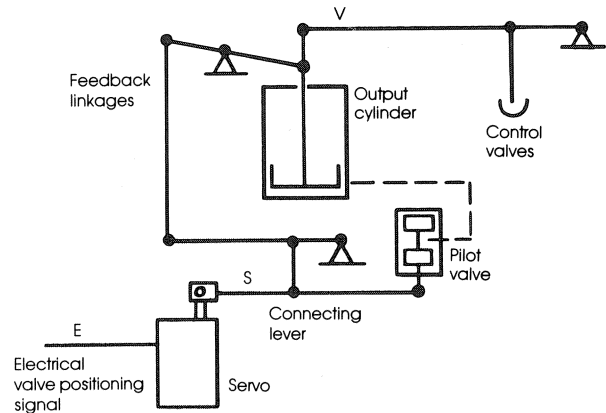 V
Feedback
linkages
Output
cylinder
Control
valves
Pilot
valve
S
Connecting
lever
E
Electrical
valve positioning
signal
Servo